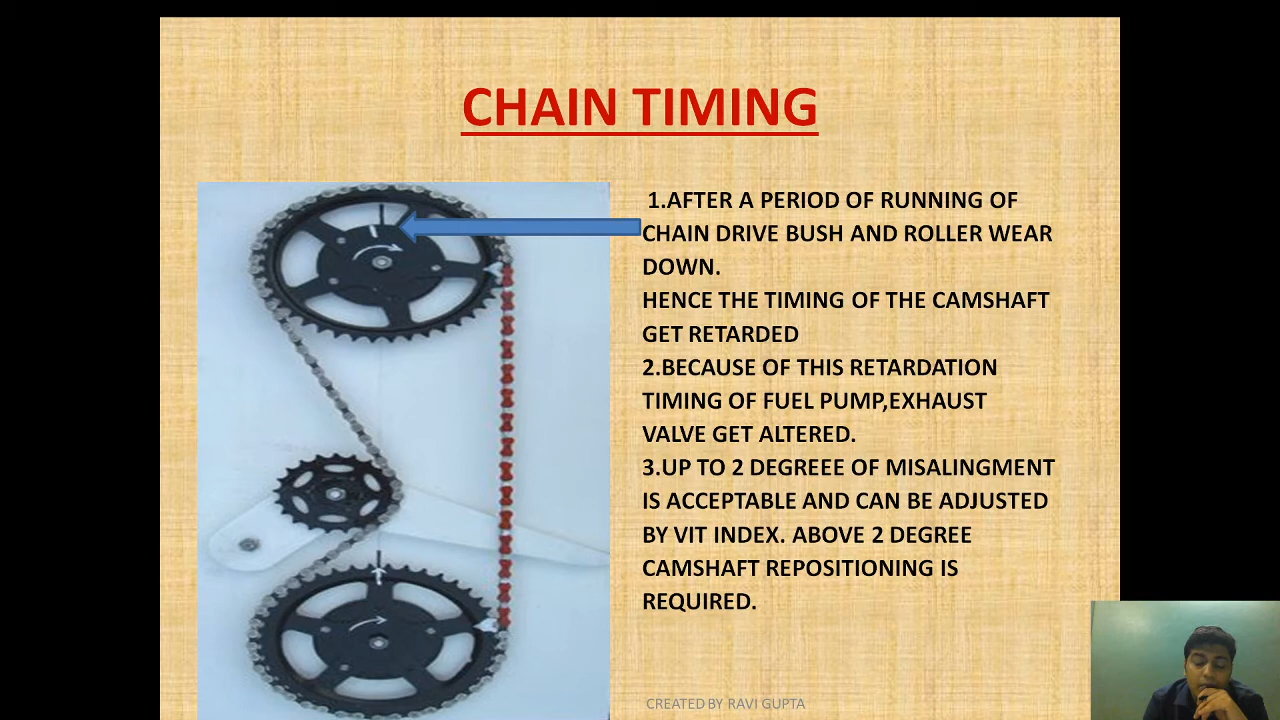 CHAIN TIMING
1.AFTER A PERIOD OF RUNNING OF
CHAIN DRIVE BUSH AND ROLLER WEAR
DOWN.
HENCE THE TIMING OF THE CAMSHAFT
GET RETARDED
2.BECAUSE OF THIS RETARDATION
TIMING OF FUEL PUMP,EXHAUST
VALVE GET ALTERED.
3.UP TO 2 DEGREEE OF MISALINGMENT
IS ACCEPTABLE AND CAN BE ADJUSTED
BY VIT INDEX. ABOVE 2 DEGREE
CAMSHAFT REPOSITIONING IS
REQUIRED.
CREATED BY RAVI GUPTA